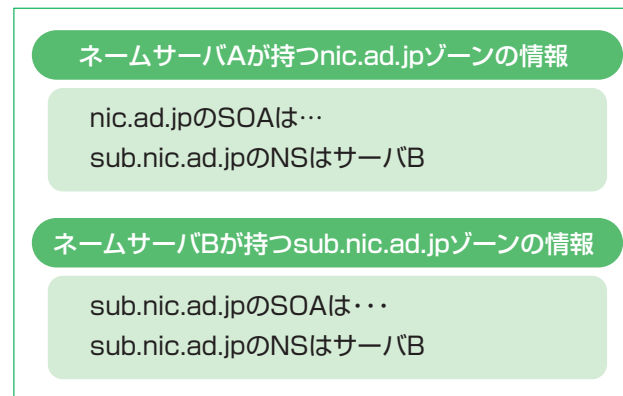 ネームサーバAが持つnic.ad.jpゾーンの情報
nic.ad.jpのSOAは…
sub.nic.ad.jpのNSはサーバB
ネームサーバBが持つsub.nic.ad.jpゾーンの情報
sub.nic.ad.jpのSOAは・・・
sub.nic.ad.jpのNSはサーバB